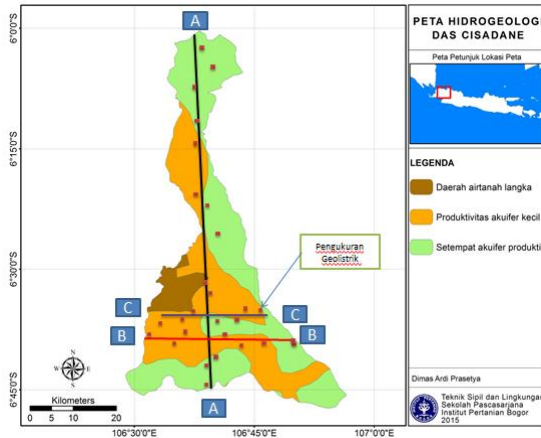 PETA HIDROGEOLOGI
DAS CISADANE
Peta Petunjuk Lokasi Peta
LEGENDA
Daerah airtanah langka
Produktivitas akuifer kecil
Setempat akuifer produkti
Dimas Ardi Prasetya
Teknik Sipil dan Lingkungan
Sekolah Pascasarjana
Institut Pertanian Bogor
2015
6°0'0"S
6°15'0"S
6°30'0"S
6°45'0"S
A
Pengukuran
Geolistrik
C
C
B
B
A
N
W
E
S
Kilometers
0 5 10 20
106°30'0"E
106°45'0"E
107°0'0"E